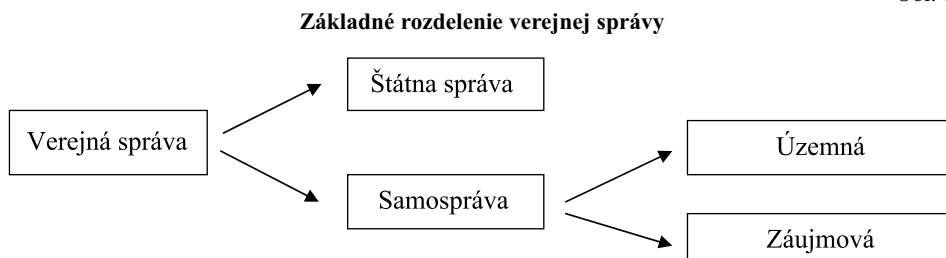 Základné rozdelenie verejnej správy
Štátna správa
Verejná správa
Územná
Samospráva
Záujmová